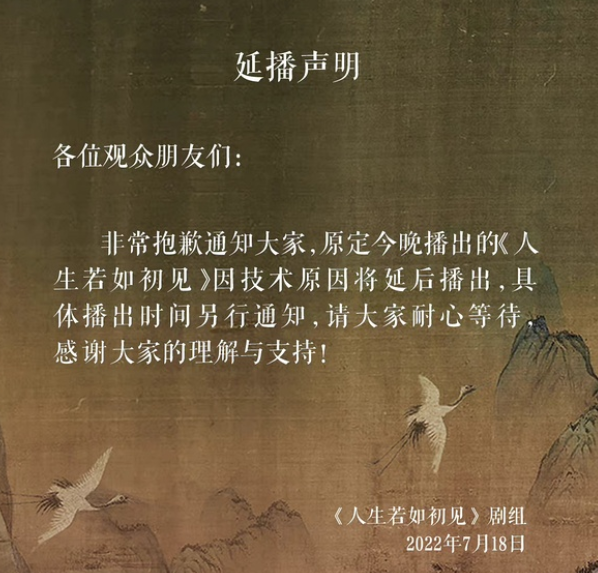 延播声明
各位观众朋友们：
非常抱歉通知大家，原定今晚播出的《人
生若如初见》因技术原因将延后播出，具
体播出时间另行通知，请大家耐心等待，
感谢大家的理解与支持！
《人生若如初见》剧组
2022年7月18日